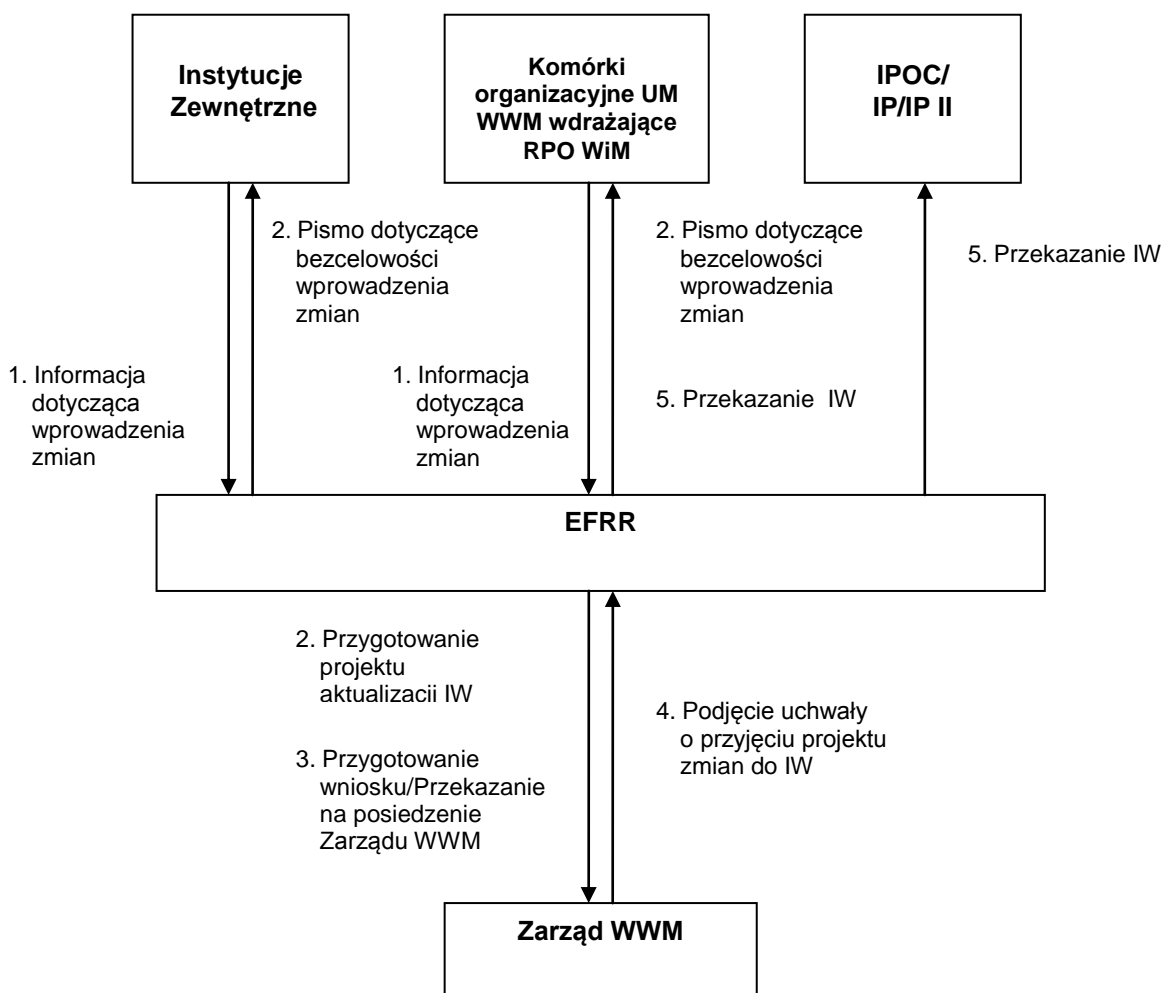 Instytucje
Zewnętrzne
Komórki
organizacyjne UM
WWM wdrażające
RPO WiM
IPOC/
IP/IP II
2. Pismo dotyczące
bezcelowości
wprowadzenia
zmian
2. Pismo dotyczące
bezcelowości
wprowadzenia
zmian
5. Przekazanie IW
1. Informacja
dotycząca
wprowadzenia
zmian
1. Informacja
dotycząca
wprowadzenia
zmian
5. Przekazanie IW
EFRR
2. Przygotowanie
projektu
aktualizacii IW
3. Przygotowanie
wniosku/Przekazanie
na posiedzenie
Zarządu WWM
4. Podjęcie uchwały
o przyjęciu projektu
zmian do IW
Zarząd WWM